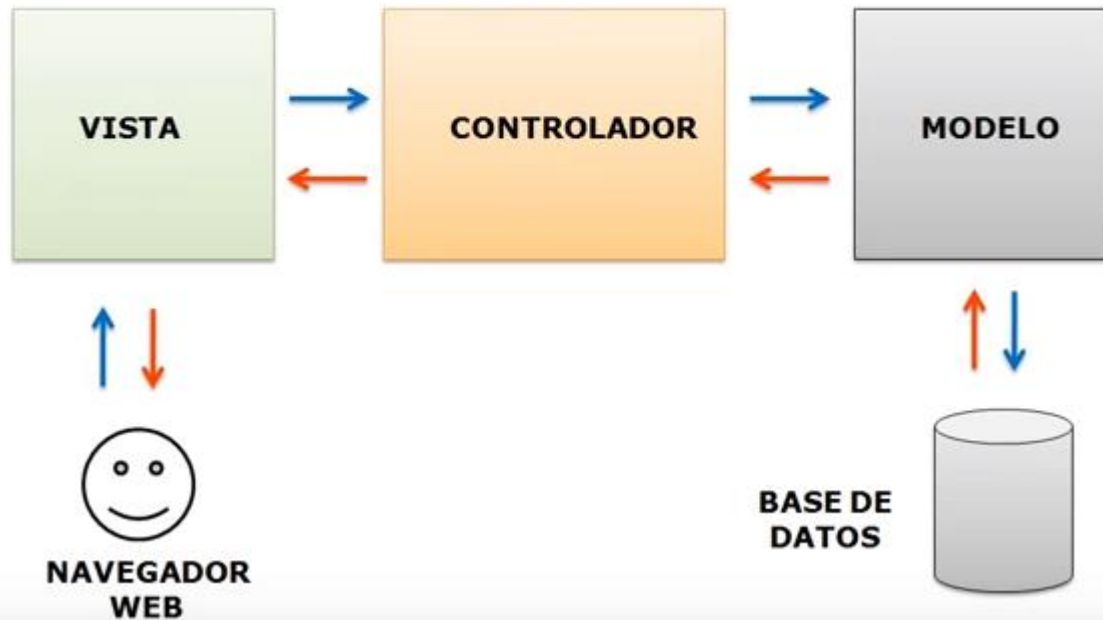 VISTA
CONTROLADOR
MODELO
NAVEGADOR
WEB
BASE DE
DATOS